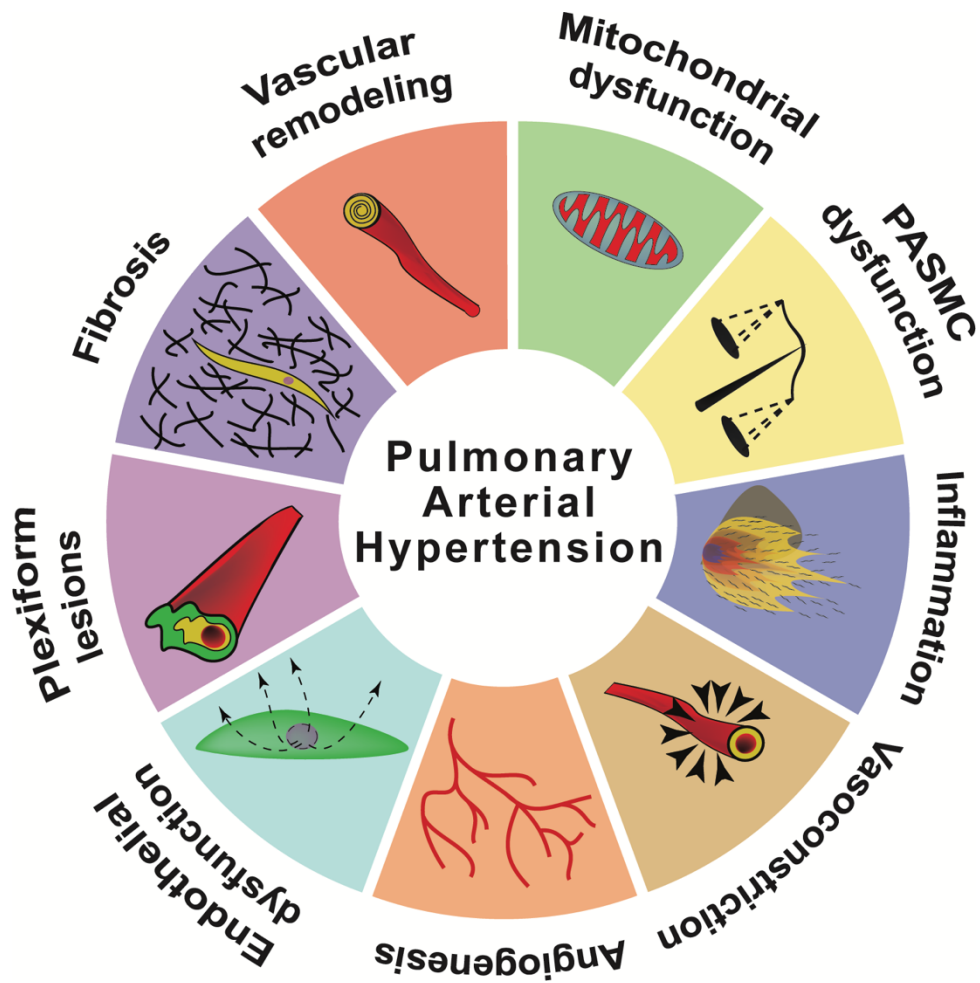 Vascular
remodeling
Mitochondrial
dysfunction
PASMC
dysfunction
Inflammation
Vasoconstriction
Angiogenesis
Endothelial
dysfunction
Plexiform
lesions
Fibrosis
Pulmonary
Arterial
Hypertension